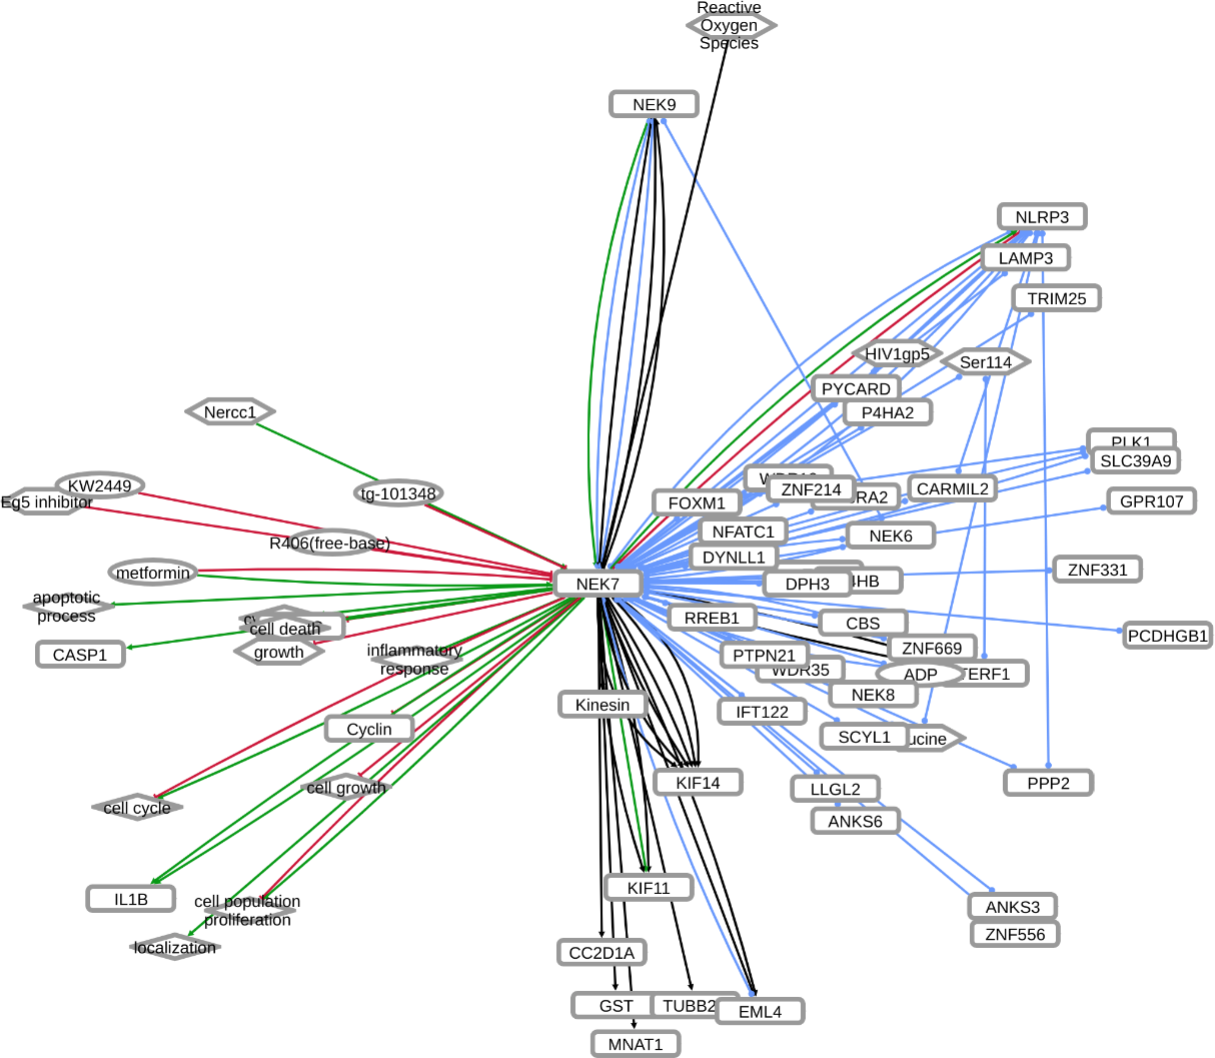 Reactive
Oxygen
Species
NEK9
NLRP3
LAMP3
TRIM25
HIV1gp5
Ser114
PYCARD
P4HA2
Nercc1
PLK1
SLC39A9
KW2449
Eg5 inhibitor
tg-101348
ZNF214
RA2
CARMIL2
FOXM1
GPR107
NFATC1
NEK6
R406(free-base)
DYNLL1
metformin
NEK7
DPH3
HB
ZNF331
apoptotic
process
RREB1
CBS
PCDHGB1
cell death
CASP1
growth
inflammatory
response
PTPN21
ZNF669
WDR35
ADP
ERF1
NEK8
Kinesin
IFT122
Cyclin
SCYL1
ucine
KIF14
PPP2
cell growth
LLGL2
cell cycle
ANKS6
KIF11
IL1B
cell population
proliferation
ANKS3
ZNF556
localization
CC2D1A
GST
TUBB2
EML4
MNAT1